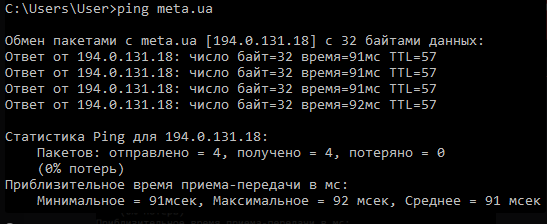 C:\Users\User>ping meta.ua
Обмен пакетами с meta.ua [194.0.131.18] с 32 байтами данных:
Ответ от 194.0.131.18: число байт=32 время=91мс TTL=57
Ответ от 194.0.131.18: число байт=32 время=91мс TTL=57
Ответ от 194.0.131.18: число байт=32 время=91мс TTL=57
Ответ от 194.0.131.18: число байт=32 время=92мс TTL=57
Статистика Ping для 194.0.131.18:
Пакетов: отправлено = 4, получено = 4, потеряно = 0
(0% потерь)
Приблизительное время приема-передачи в мс:
Минимальное = 91мсек, Максимальное = 92 мсек, Среднее = 91 мсек